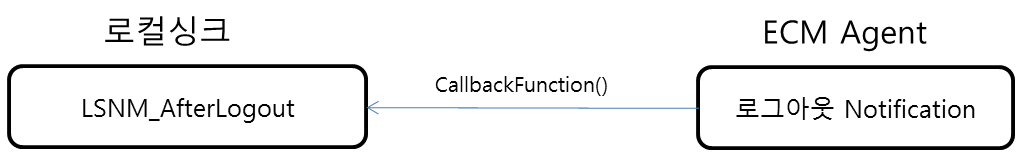 로컬싱크
ECM Agent
LSNM_AfterLogout
CallbackFunction()
로그아웃 Notification